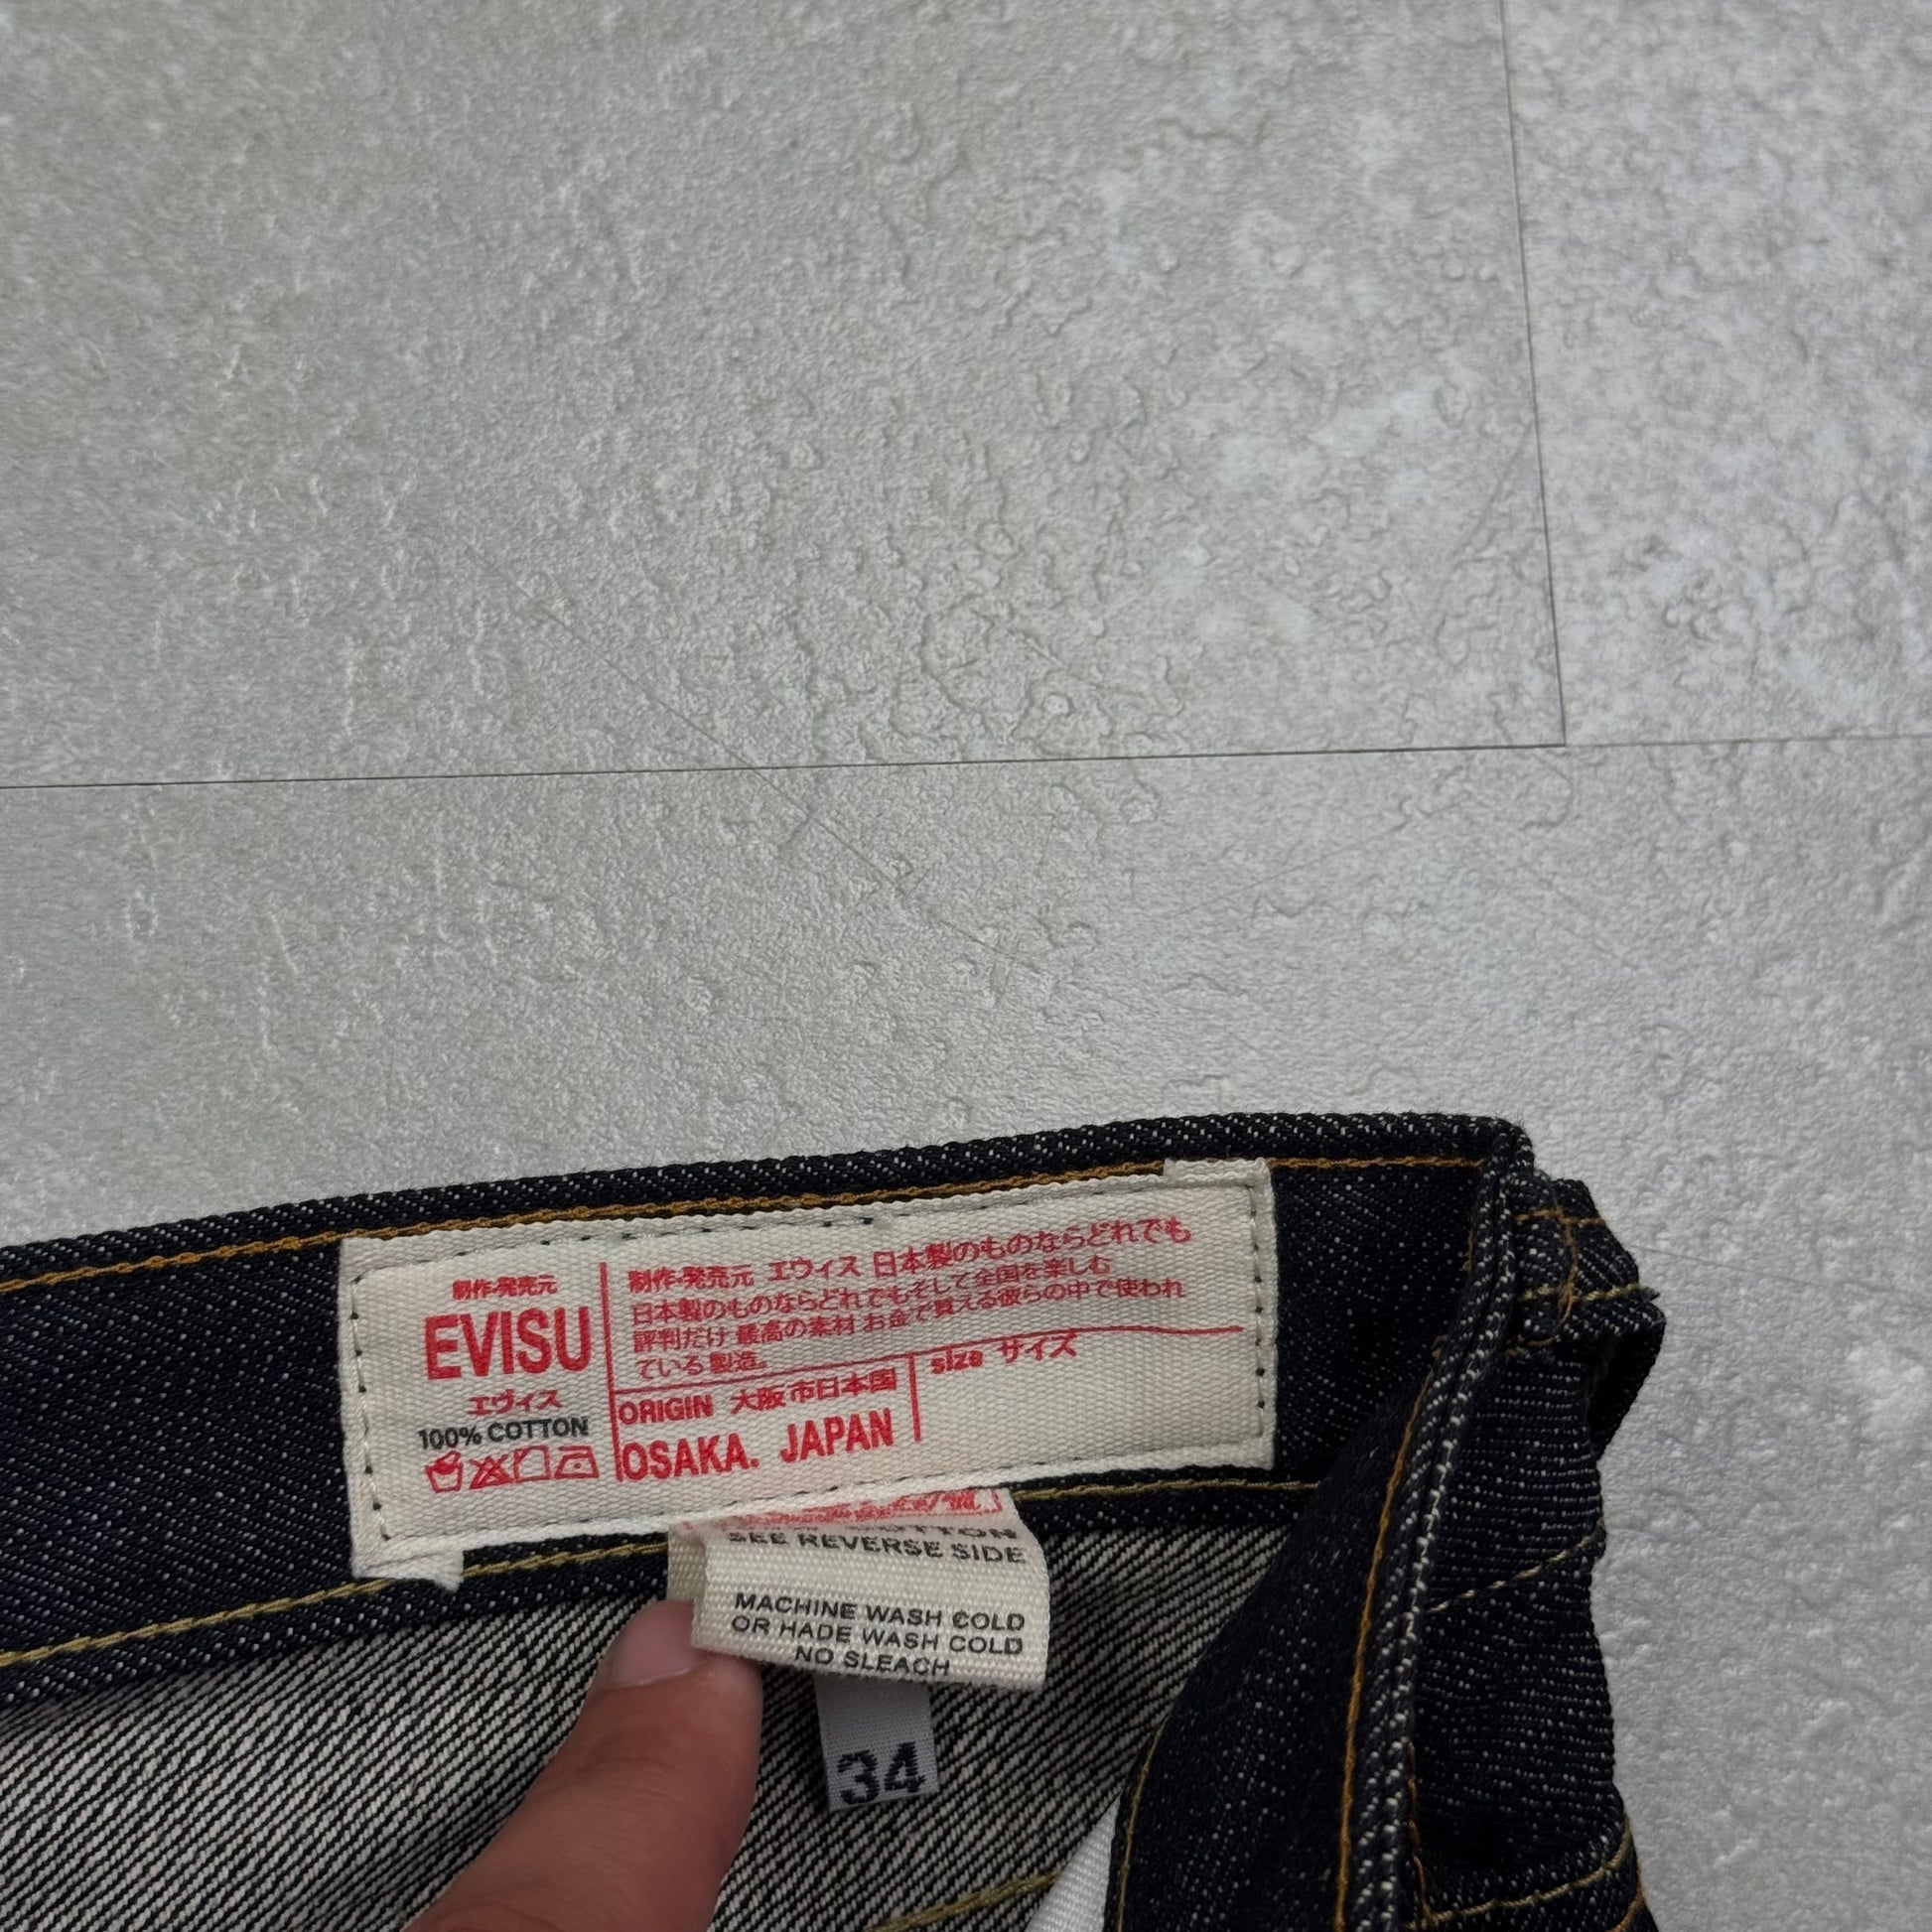 制作·発売元
EVISU
エヴィス
100% COTTON
制作·発売元 エヴィス 日本製のものならどれでも
日本製のものならどれでもそして全国を楽しむ
評判だけ 最高の素材 お金で買える彼らの中で使われ
ている 製造。
ORIGIN 大阪 市日本国
OSAKA. JAPAN
size サイズ
COTTON
SEE REVERSE SIDE
MACHINE WASH COLD
OR HADE WASH COLD
NO SLEACH
34